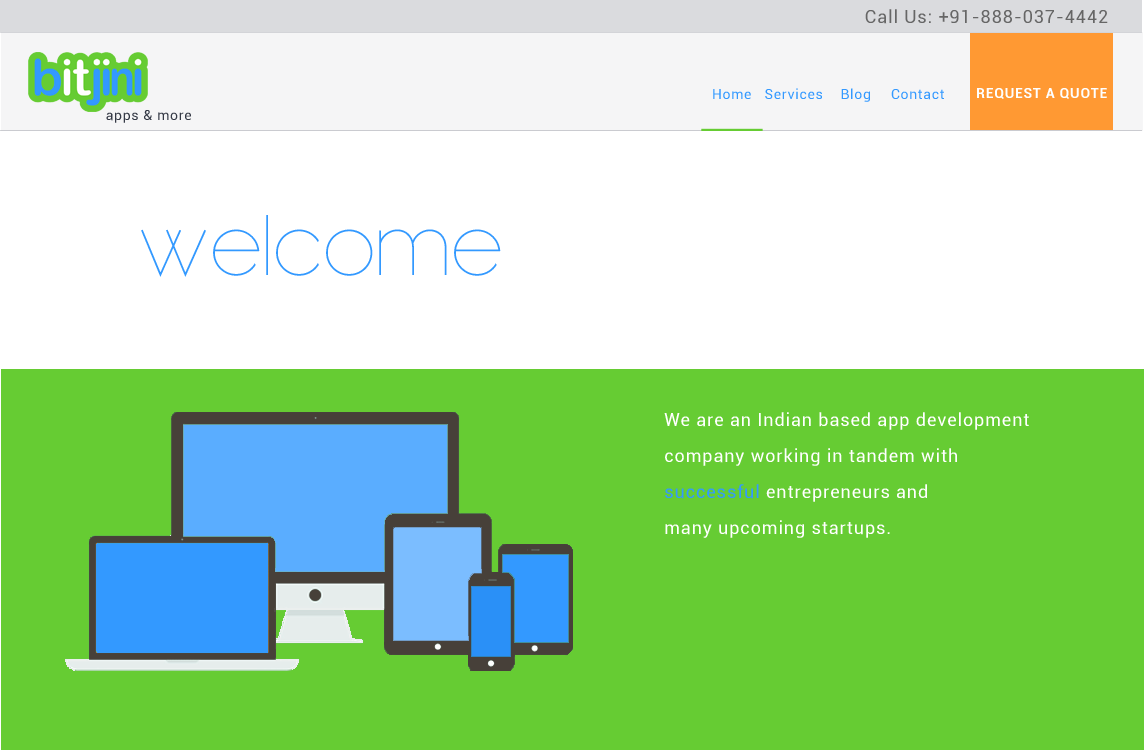 Call Us: +91-888-037-4442
bitjini
apps & more
Home Services Blog Contact REQUEST A QUOTE
welcome
We are an Indian based app development
company working in tandem with
successful entrepreneurs and
many upcoming startups.